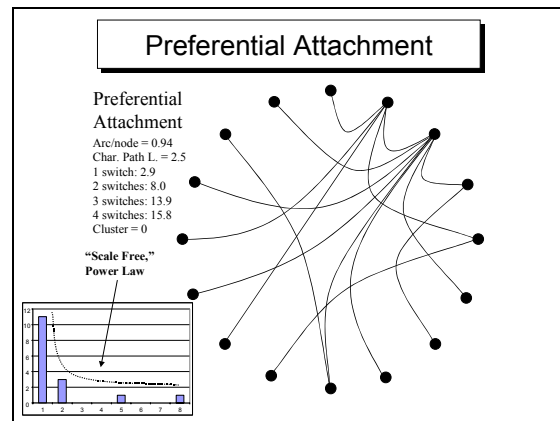 Preferential Attachment
Preferential
Attachment
Arc/node = 0.94
Char. Path L. = 2.5
1 switch: 2.9
2 switches: 8.0
3 switches: 13.9
4 switches: 15.8
Cluster = 0
“Scale Free,”
Power Law
12
10
8
6
4
2
0
1 2 3 4 5 6 7 8